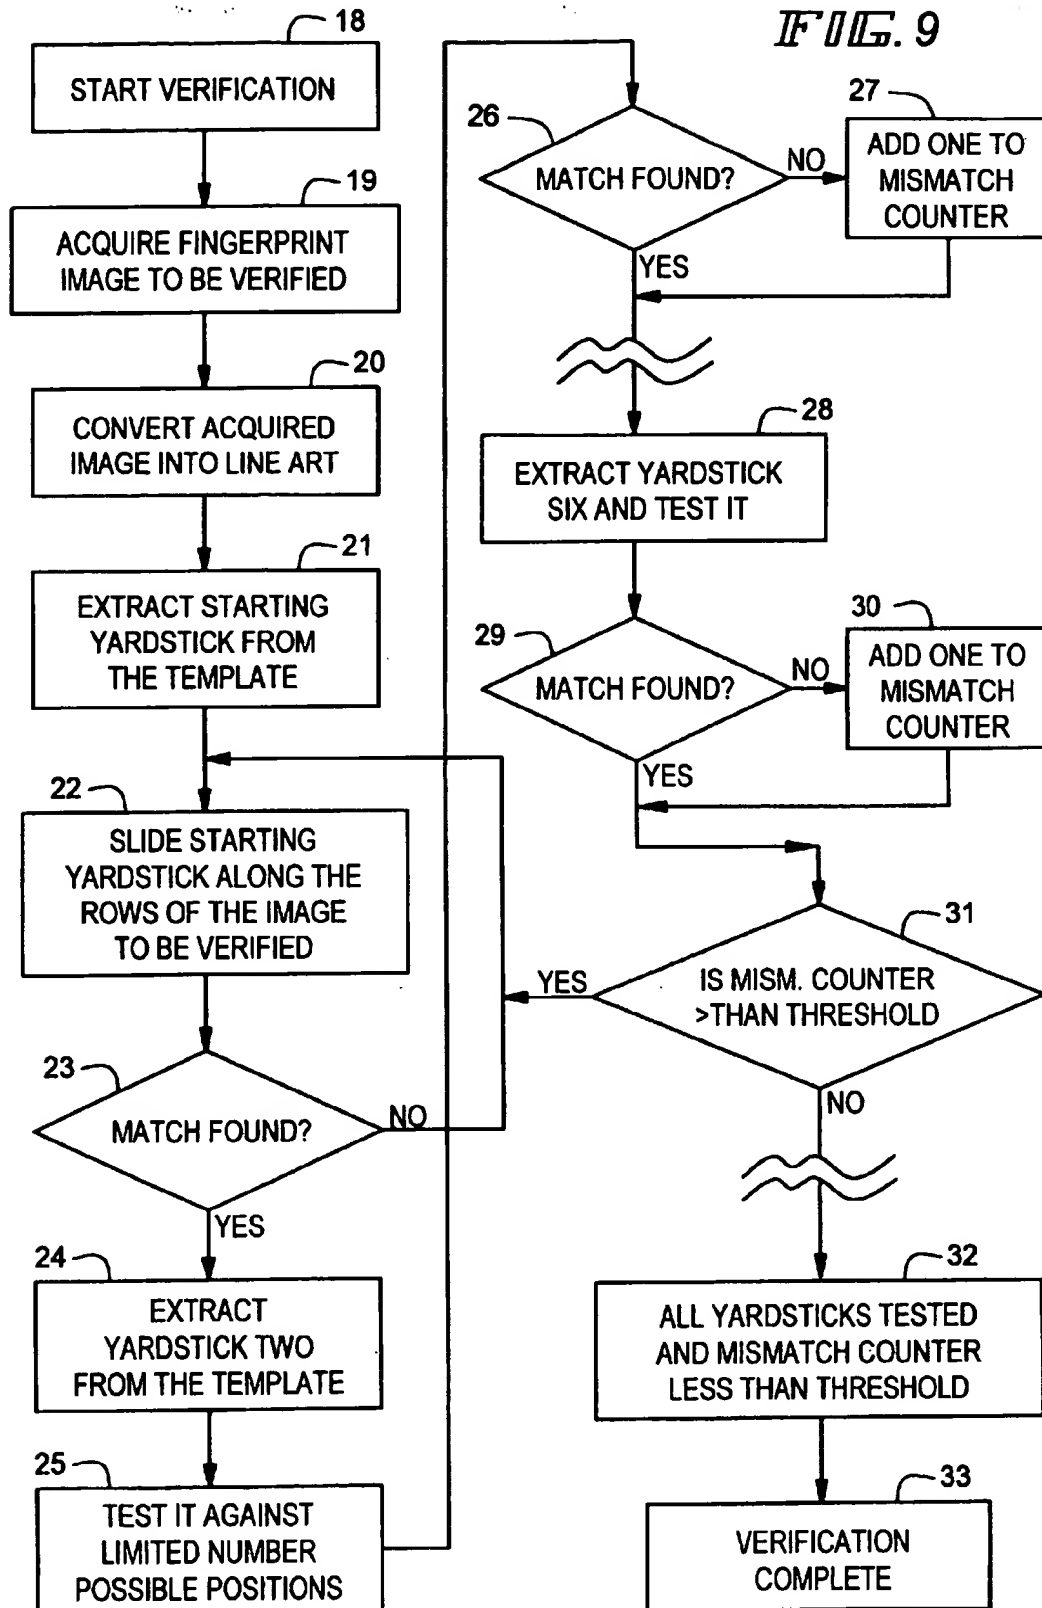 FIG. 9
18
START VERIFICATION
19
ACQUIRE FINGERPRINT
IMAGE TO BE VERIFIED
20
CONVERT ACQUIRED
IMAGE INTO LINE ART
21
EXTRACT STARTING
YARDSTICK FROM
THE TEMPLATE
22
SLIDE STARTING
YARDSTICK ALONG THE
ROWS OF THE IMAGE
TO BE VERIFIED
23
MATCH FOUND?
NO
YES
24
EXTRACT
YARDSTICK TWO
FROM THE TEMPLATE
25
TEST IT AGAINST
LIMITED NUMBER
POSSIBLE POSITIONS
26
MATCH FOUND?
NO
YES
27
ADD ONE TO
MISMATCH
COUNTER
28
EXTRACT YARDSTICK
SIX AND TEST IT
29
MATCH FOUND?
NO
YES
30
ADD ONE TO
MISMATCH
COUNTER
31
IS MISM. COUNTER
>THAN THRESHOLD
YES
NO
32
ALL YARDSTICKS TESTED
AND MISMATCH COUNTER
LESS THAN THRESHOLD
33
VERIFICATION
COMPLETE